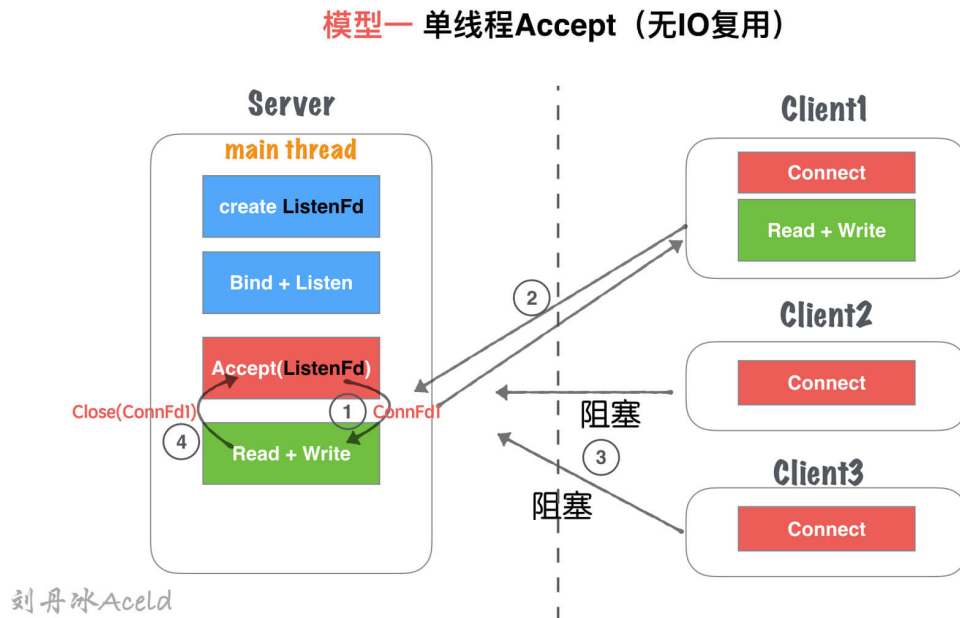 模型一 单线程Accept（无IO复用）
Server
main thread
create ListenFd
Bind + Listen
Accept(ListenFd)
Close(ConnFd1)
①
ConnFd1
④
Read + Write
②
Client1
Connect
Read + Write
Client2
Connect
阻塞
③
阻塞
Client3
Connect
刘丹冰Aceld